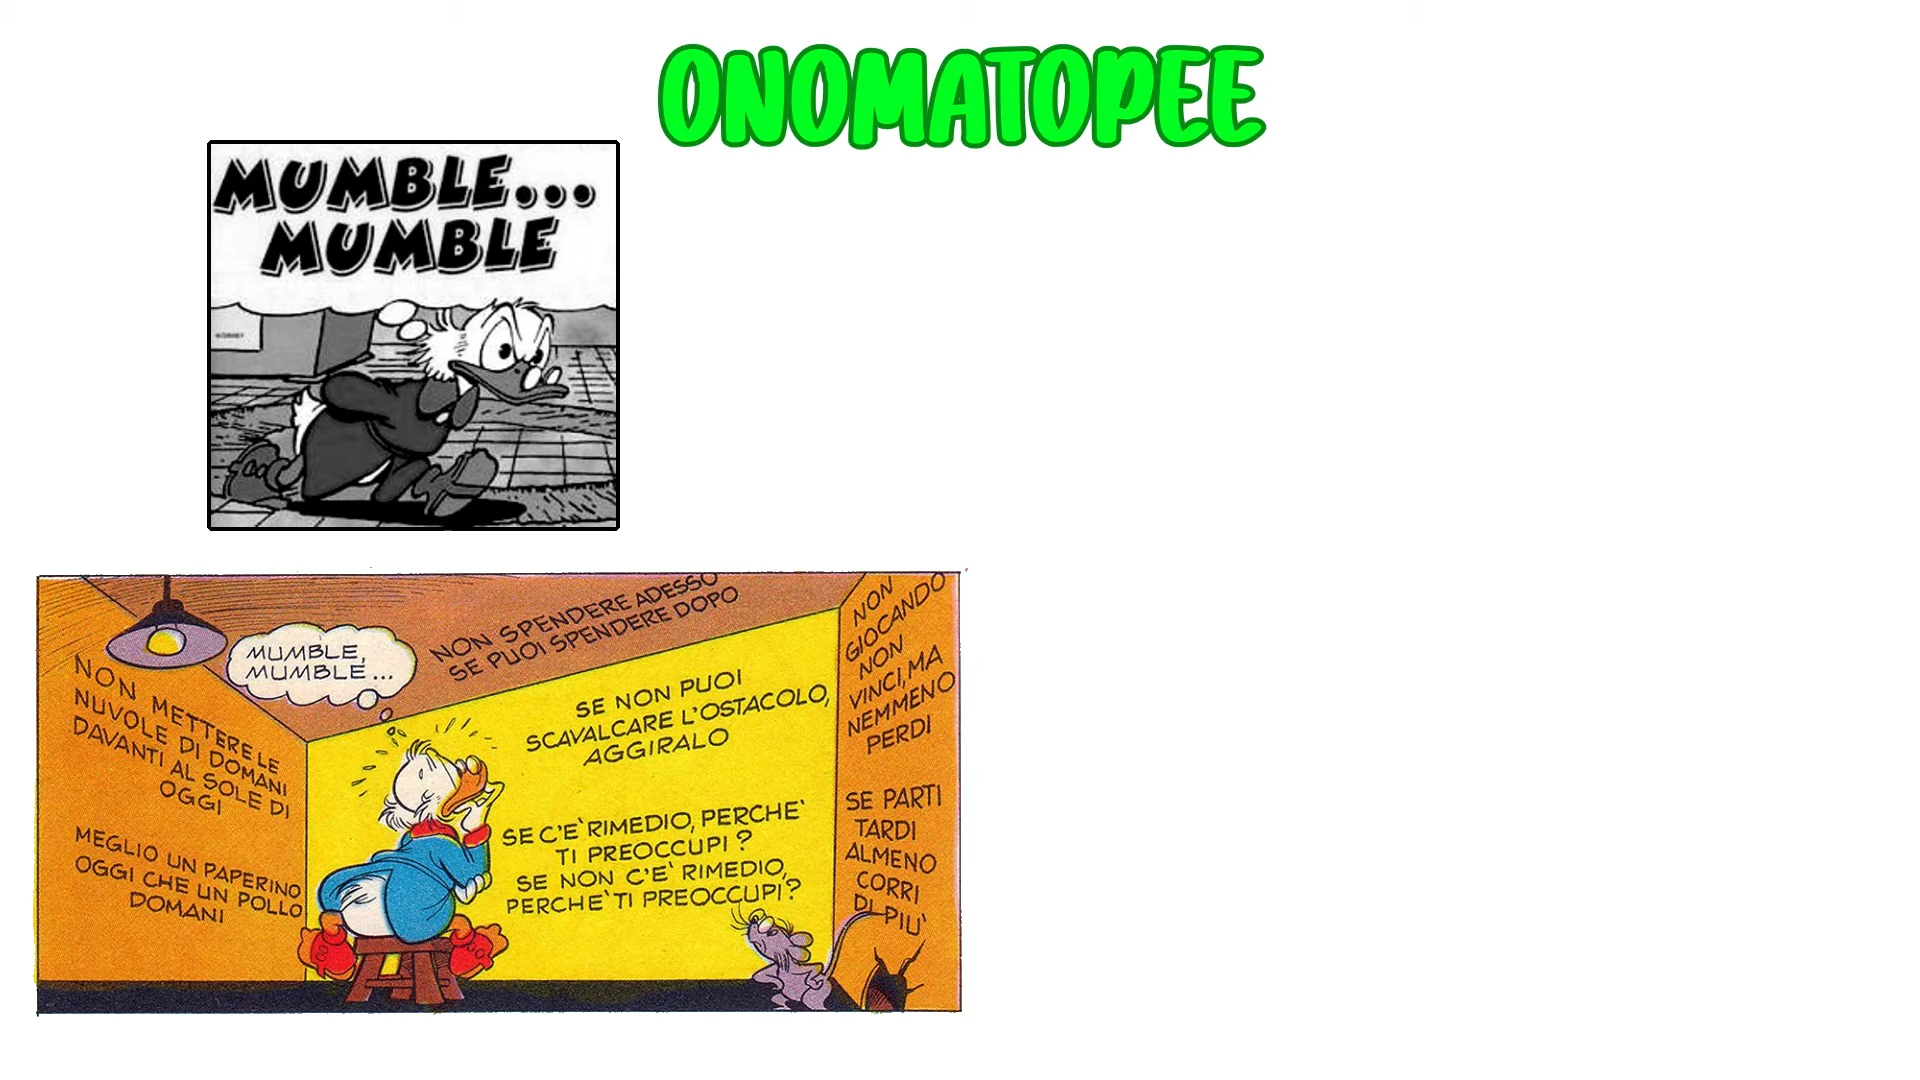 ONOMATOPEE
MUMBLE...
MUMBLE
MUMBLE,
MUMBLE...
NON METTERE LE
NUVOLE DI DOMANI
DAVANTI AL SOLE DI
OGGI
MEGLIO UN PAPERINO
OGGI CHE UN POLLO
DOMANI
NON SPENDERE ADESSO
SE PUOI SPENDERE DOPO
SE NON PUOI
SCAVALCARE L'OSTACOLO,
AGGIRALO
SE C'E' RIMEDIO, PERCHE'
TI PREOCCUPI?
SE NON C'E' RIMEDIO,
PERCHE' TI PREOCCUPI?
NON
GIOCANDO
NON
VINCI, MA
NEMMENO
PERDI
SE PARTI
TARDI
ALMENO
CORRI
DI PIU'